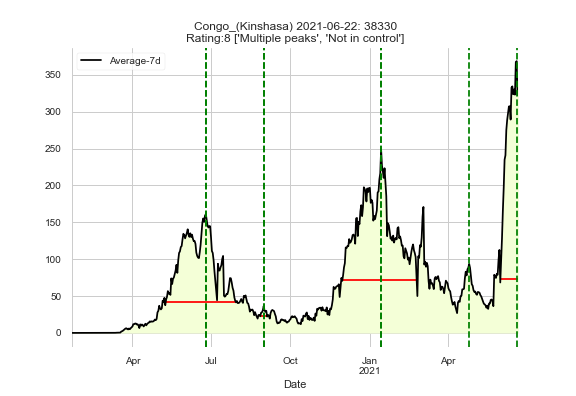 Congo_(Kinshasa) 2021-06-22: 38330
Rating:8 ['Multiple peaks', 'Not in control']
Average-7d
350
300
250
200
150
100
50
0
Apr
Jul
Oct
Jan
2021
Apr
Date